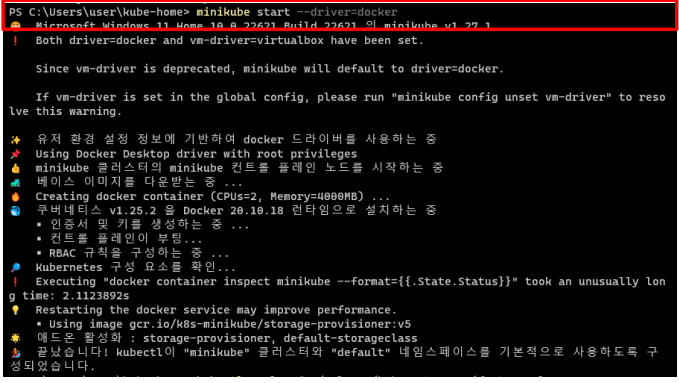 PS C:\Users\user\kube-home> minikube start --driver=docker
Microsoft Windows 11 Home 10.0.22621 Build 22621 의 minikube v1.27.1
Both driver=docker and vm-driver=virtualbox have been set.
Since vm-driver is deprecated, minikube will default to driver=docker.
If vm-driver is set in the global config, please run "minikube config unset vm-driver" to reso
lve this warning.
유저 환경 설정 정보에 기반하여 docker 드라이버를 사용하는 중
Using Docker Desktop driver with root privileges
minikube 클러스터의 minikube 컨트롤 플레인 노드를 시작하는 중
베이스 이미지를 다운받는 중 ...
Creating docker container (CPUs=2, Memory=4000MB) ...
쿠버네티스 v1.25.2 을 Docker 20.10.18 런타임으로 설치하는 중
▪ 인증서 및 키를 생성하는 중 ...
▪ 컨트롤 플레인이 부팅...
▪ RBAC 규칙을 구성하는 중 ...
Kubernetes 구성 요소를 확인...
Executing "docker container inspect minikube --format={{.State.Status}}" took an unusually lon
g time: 2.1123892s
Restarting the docker service may improve performance.
▪ Using image gcr.io/k8s-minikube/storage-provisioner:v5
애드온 활성화 : storage-provisioner, default-storageclass
끝났습니다! kubectl이 "minikube" 클러스터와 "default" 네임스페이스를 기본적으로 사용하도록 구
성되었습니다.